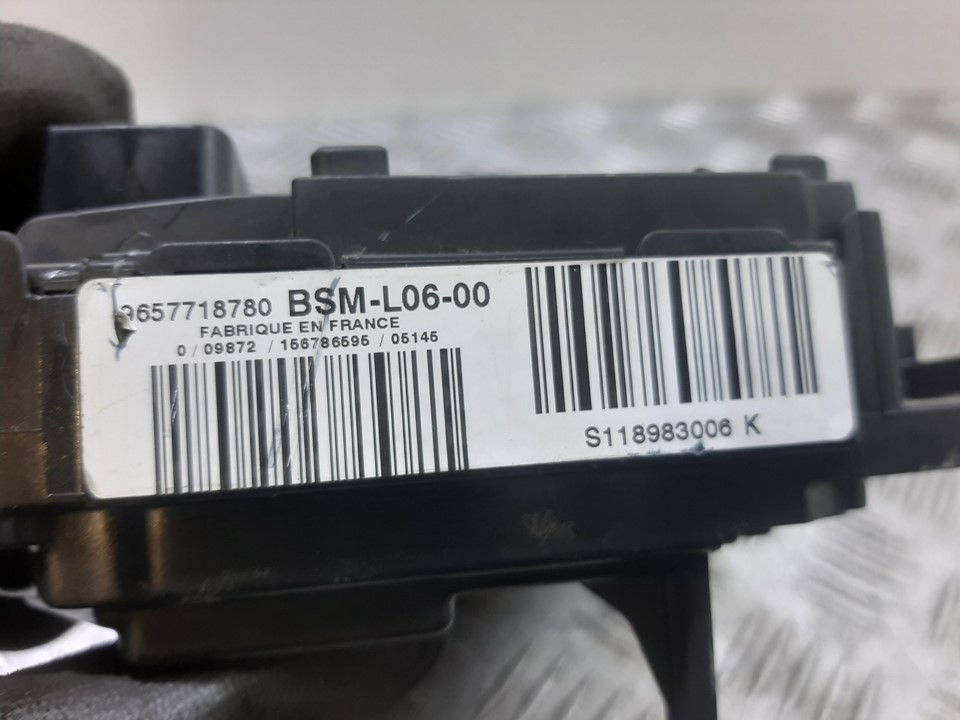 9657718780 BSM-L06-00
FABRIQUE EN FRANCE
0 / 09872 / 156786595 / 05145
S118983006 K